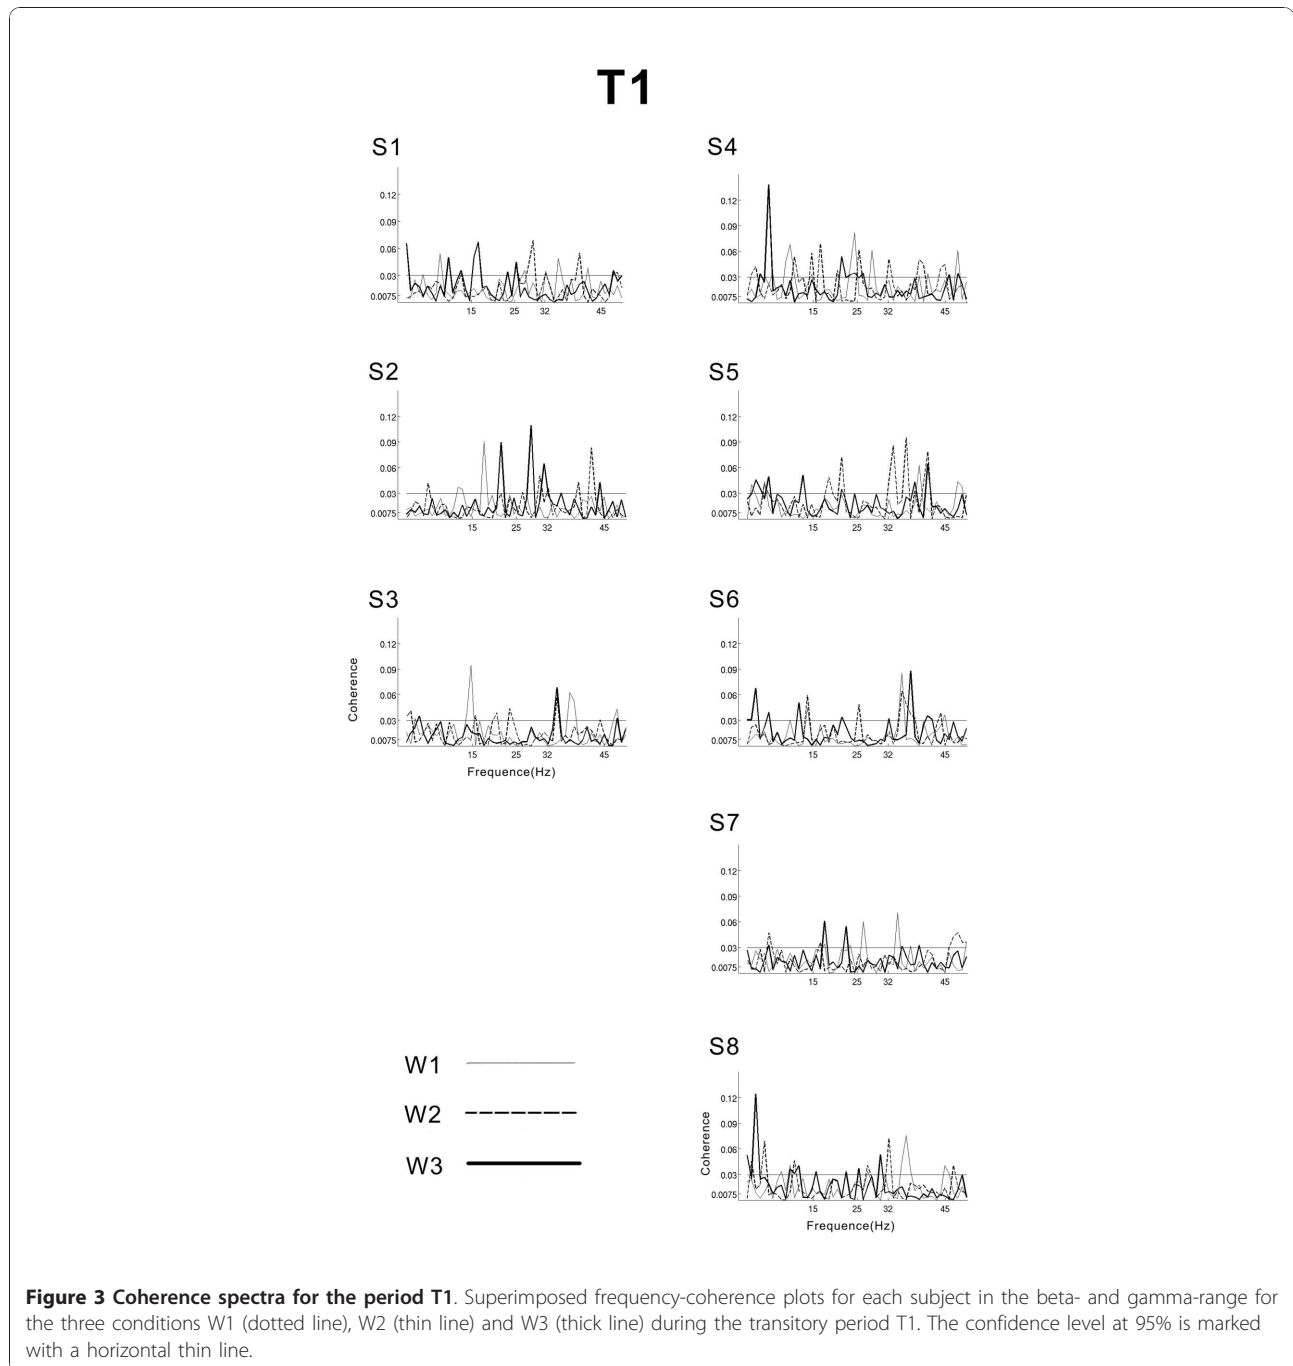 T1
S1
0.12
0.09
0.06
0.03
0.0075
15 25 32 45
S4
0.12
0.09
0.06
0.03
0.0075
15 25 32 45
S2
0.12
0.09
0.06
0.03
0.0075
15 25 32 45
S5
0.12
0.09
0.06
0.03
0.0075
15 25 32 45
S3
Coherence
0.12
0.09
0.06
0.03
0.0075
15 25 32 45
Frequence(Hz)
S6
0.12
0.09
0.06
0.03
0.0075
15 25 32 45
S7
0.12
0.09
0.06
0.03
0.0075
15 25 32 45
W1
W2
W3
S8
Coherence
0.12
0.09
0.06
0.03
0.0075
15 25 32 45
Frequence(Hz)
Figure 3 Coherence spectra for the period T1. Superimposed frequency-coherence plots for each subject in the beta- and gamma-range for
the three conditions W1 (dotted line), W2 (thin line) and W3 (thick line) during the transitory period T1. The confidence level at 95% is marked
with a horizontal thin line.